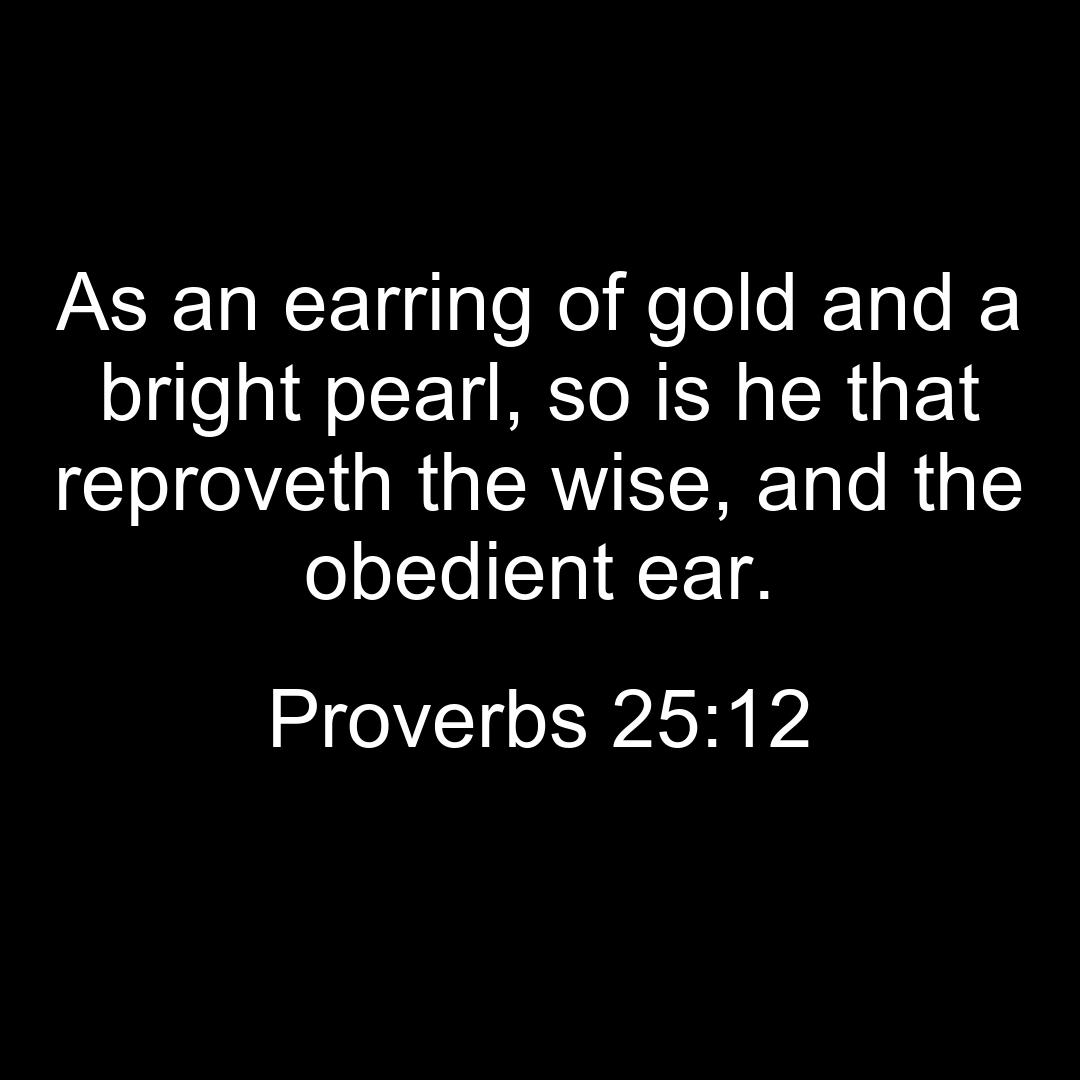 As an earring of gold and a
bright pearl, so is he that
reproveth the wise, and the
obedient ear.
Proverbs 25:12